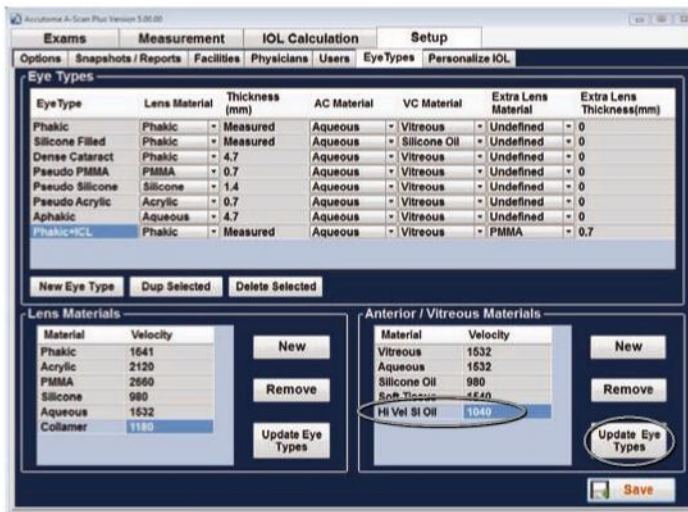 Accutome A-Scan Plus Version 5.00.00
Exams Measurement IOL Calculation Setup
Options Snapshots / Reports Facilities Physicians Users Eye Types Personalize IOL
Eye Types
EyeType Lens Material Thickness (mm) AC Material VC Material Extra Lens Material Extra Lens Thickness(mm)
Phakic Phakic Measured Aqueous Vitreous Undefined 0
Silicone Filled Phakic Measured Aqueous Silicone Oil Undefined 0
Dense Cataract Phakic 4.7 Aqueous Vitreous Undefined 0
Pseudo PMMA PMMA 0.7 Aqueous Vitreous Undefined 0
Pseudo Silicone Silicone 1.4 Aqueous Vitreous Undefined 0
Pseudo Acrylic Acrylic 0.7 Aqueous Vitreous Undefined 0
Aphakic Aqueous 4.7 Aqueous Vitreous Undefined 0
Phakic+ICL Phakic Measured Aqueous Vitreous PMMA 0.7
New Eye Type Dup Selected Delete Selected
Lens Materials
Material Velocity
Phakic 1641
Acrylic 2120
PMMA 2660
Silicone 980
Aqueous 1532
Collamer 1180
New
Remove
Update Eye Types
Anterior / Vitreous Materials
Material Velocity
Vitreous 1532
Aqueous 1532
Silicone Oil 980
Soft Tissue 1540
Hi Vel SI Oil 1040
New
Remove
Update Eye Types
Save